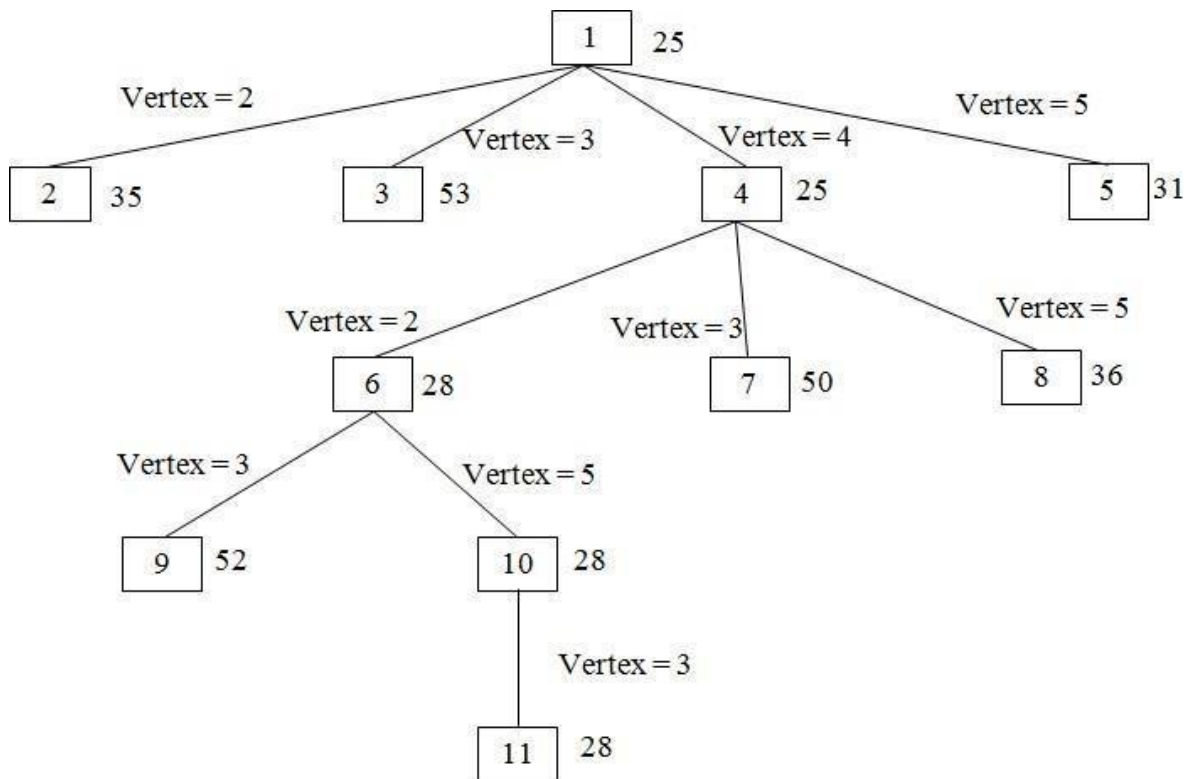 1 25
Vertex = 2
Vertex = 3
Vertex = 4
Vertex = 5
2 35
3 53
4 25
5 31
Vertex = 2
Vertex = 3
Vertex = 5
6 28
7 50
8 36
Vertex = 3
Vertex = 5
9 52
10 28
Vertex = 3
11 28